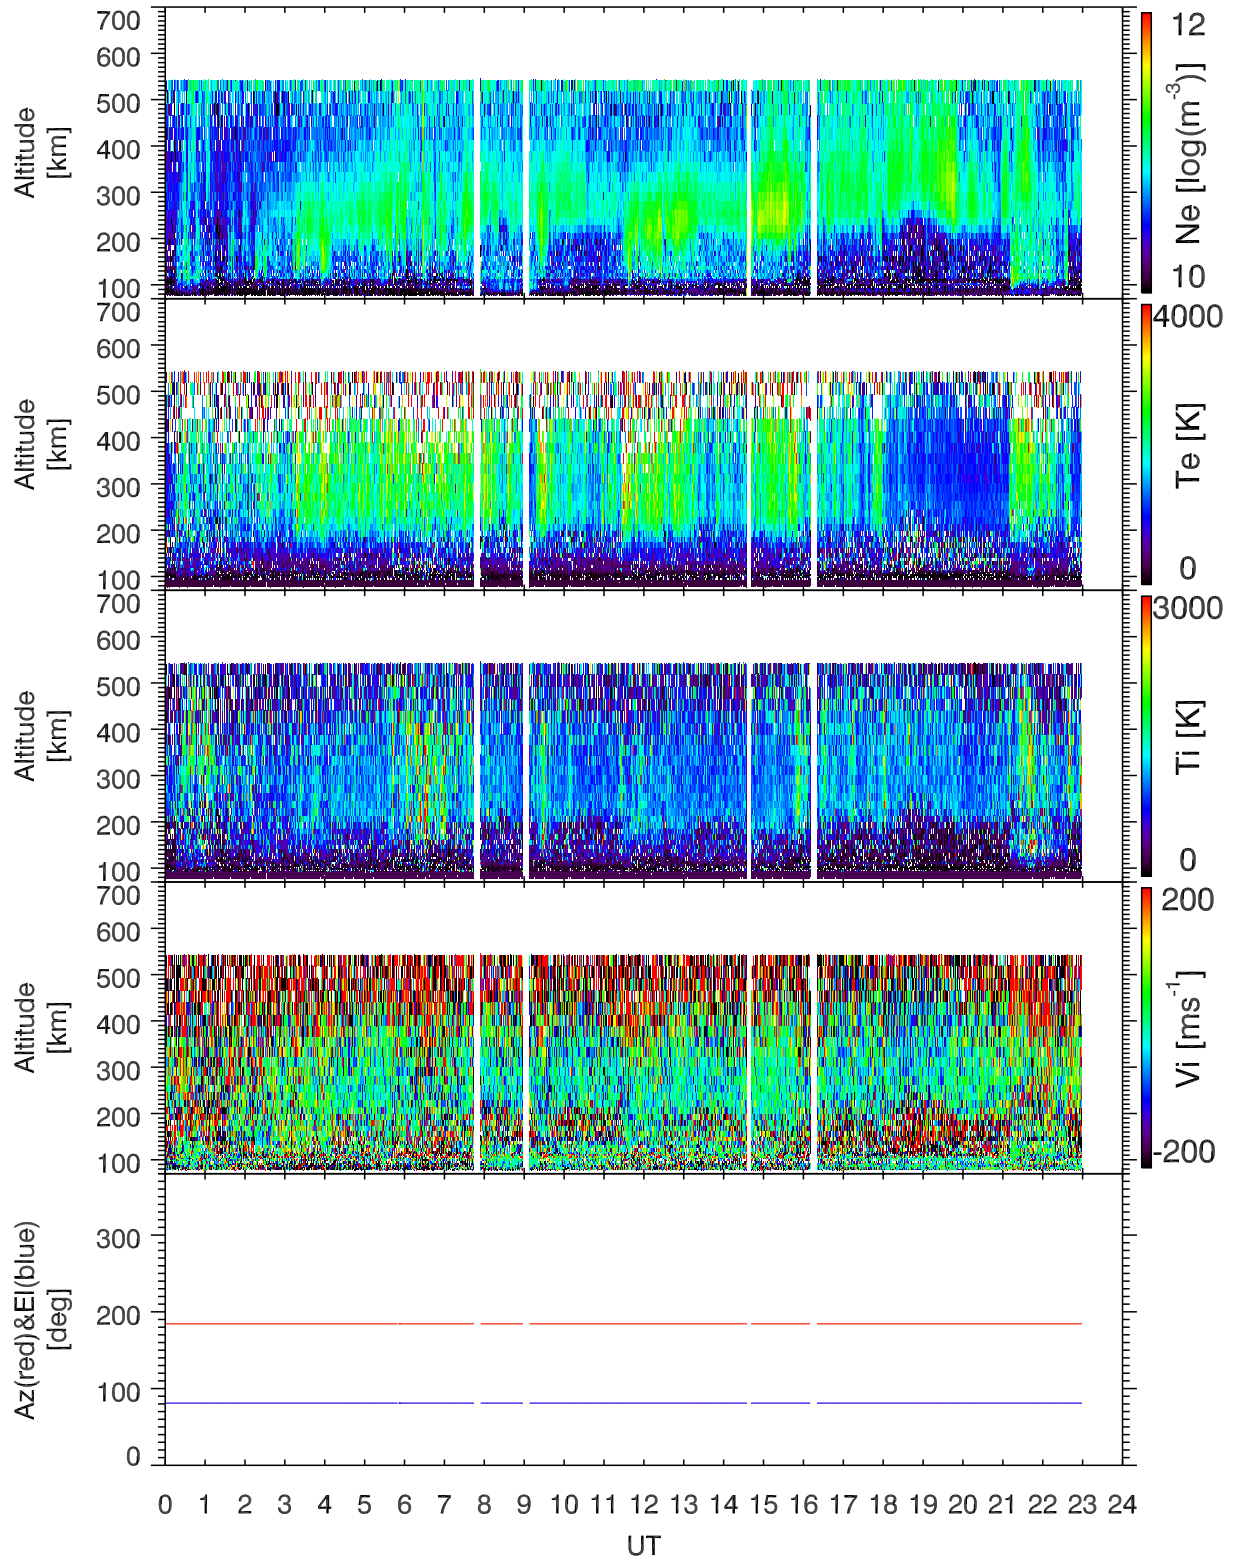 700
600
500
400
300
200
100
Altitude
[km]
12
10
Ne [log(m⁻³)]
700
600
500
400
300
200
100
Altitude
[km]
4000
0
Te [K]
700
600
500
400
300
200
100
Altitude
[km]
3000
0
Ti [K]
700
600
500
400
300
200
100
Altitude
[km]
200
-200
Vi [ms⁻¹]
300
200
100
0
Az(red)&El(blue)
[deg]
0 1 2 3 4 5 6 7 8 9 10 11 12 13 14 15 16 17 18 19 20 21 22 23 24
UT